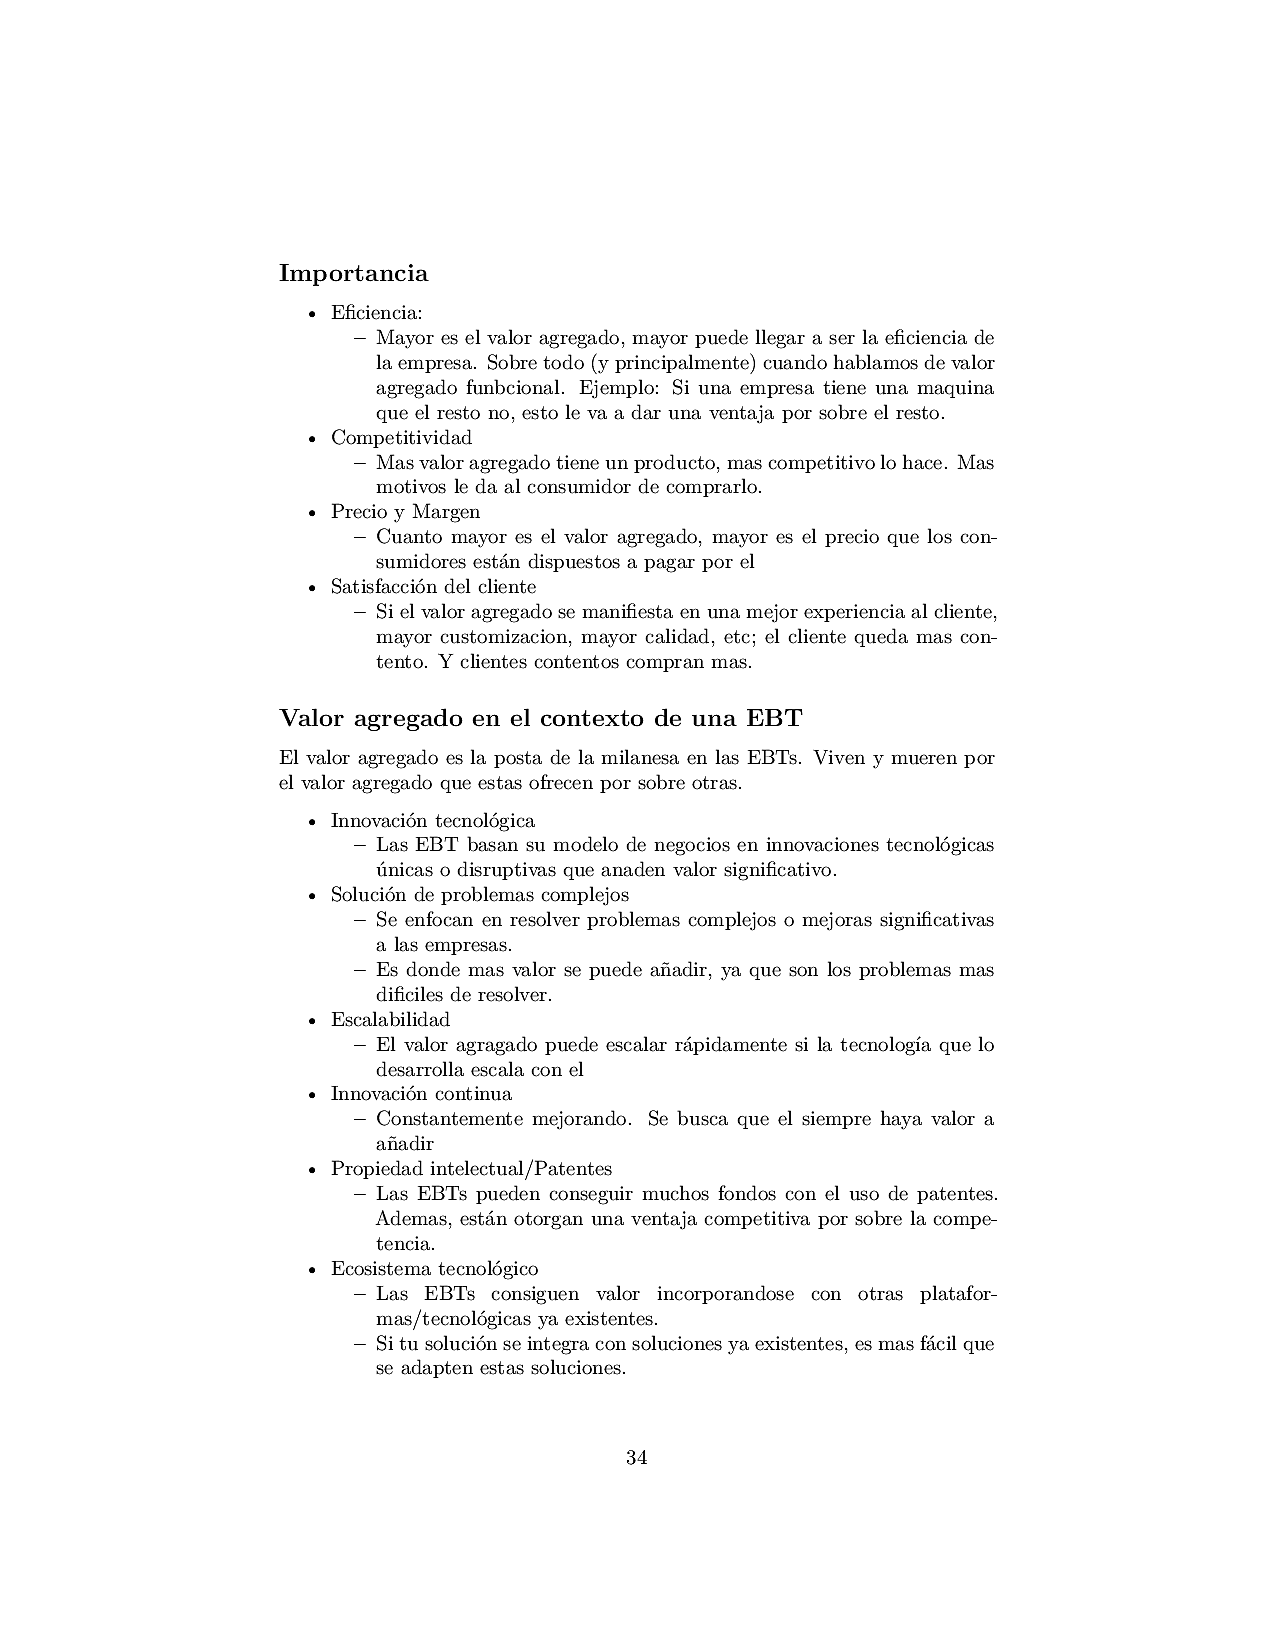 Importancia
• Eficiencia:
– Mayor es el valor agregado, mayor puede llegar a ser la eficiencia de
la empresa. Sobre todo (y principalmente) cuando hablamos de valor
agregado funbcional. Ejemplo: Si una empresa tiene una maquina
que el resto no, esto le va a dar una ventaja por sobre el resto.
• Competitividad
– Mas valor agregado tiene un producto, mas competitivo lo hace. Mas
motivos le da al consumidor de comprarlo.
• Precio y Margen
– Cuanto mayor es el valor agregado, mayor es el precio que los con-
sumidores están dispuestos a pagar por el
• Satisfacción del cliente
– Si el valor agregado se manifiesta en una mejor experiencia al cliente,
mayor customizacion, mayor calidad, etc; el cliente queda mas con-
tento. Y clientes contentos compran mas.
Valor agregado en el contexto de una EBT
El valor agregado es la posta de la milanesa en las EBTs. Viven y mueren por
el valor agregado que estas ofrecen por sobre otras.
• Innovación tecnológica
– Las EBT basan su modelo de negocios en innovaciones tecnológicas
únicas o disruptivas que anaden valor significativo.
• Solución de problemas complejos
– Se enfocan en resolver problemas complejos o mejoras significativas
a las empresas.
– Es donde mas valor se puede añadir, ya que son los problemas mas
dificiles de resolver.
• Escalabilidad
– El valor agragado puede escalar rápidamente si la tecnología que lo
desarrolla escala con el
• Innovación continua
– Constantemente mejorando. Se busca que el siempre haya valor a
añadir
• Propiedad intelectual/Patentes
– Las EBTs pueden conseguir muchos fondos con el uso de patentes.
Ademas, están otorgan una ventaja competitiva por sobre la compe-
tencia.
• Ecosistema tecnológico
– Las EBTs consiguen valor incorporandose con otras platafor-
mas/tecnológicas ya existentes.
– Si tu solución se integra con soluciones ya existentes, es mas fácil que
se adapten estas soluciones.
34